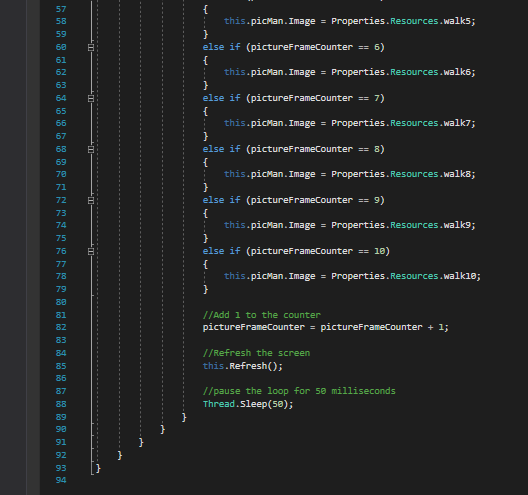 57 {
58 this.picMan.Image = Properties.Resources.walk5;
59 }
60 else if (pictureFrameCounter == 6)
61 {
62 this.picMan.Image = Properties.Resources.walk6;
63 }
64 else if (pictureFrameCounter == 7)
65 {
66 this.picMan.Image = Properties.Resources.walk7;
67 }
68 else if (pictureFrameCounter == 8)
69 {
70 this.picMan.Image = Properties.Resources.walk8;
71 }
72 else if (pictureFrameCounter == 9)
73 {
74 this.picMan.Image = Properties.Resources.walk9;
75 }
76 else if (pictureFrameCounter == 10)
77 {
78 this.picMan.Image = Properties.Resources.walk10;
79 }
80
81 //Add 1 to the counter
82 pictureFrameCounter = pictureFrameCounter + 1;
83
84 //Refresh the screen
85 this.Refresh();
86
87 //pause the loop for 50 milliseconds
88 Thread.Sleep(50);
89 }
90 }
91 }
92 }
93 }
94